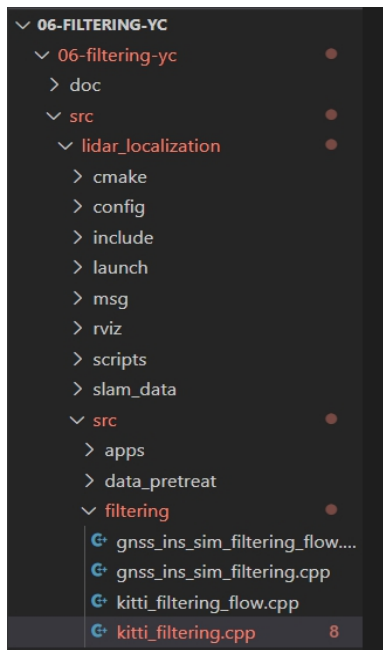 06-FILTERING-YC
06-filtering-yc
doc
src
lidar_localization
cmake
config
include
launch
msg
rviz
scripts
slam_data
src
apps
data_pretreat
filtering
gnss_ins_sim_filtering_flow....
gnss_ins_sim_filtering.cpp
kitti_filtering_flow.cpp
kitti_filtering.cpp 8